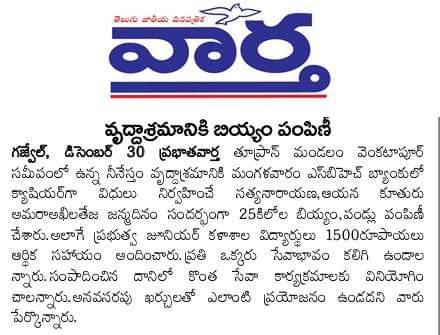 తెలుగు జాతీయ దినపత్రిక
వార్త
వృద్దాశ్రమానికి బియ్యం పంపిణీ
గజ్వేల్, డిసెంబర్ 30 ప్రభాతవార్త తూప్రాన్ మండలం వెంకటాపూర్
సమీపంలో ఉన్న నీనేస్తం వృద్దాశ్రమానికి మంగళవారం ఎస్‌బిహెచ్ బ్యాంకులో
క్యాషియర్‌గా విధులు నిర్వహించే సత్యనారాయణ,ఆయన కూతురు
అమరాఅఖిలతేజ జన్మదినం సందర్భంగా 25కిలోల బియ్యం,పండ్లు పంపిణీ
చేశారు.అలాగే ప్రభుత్వ జూనియర్ కళాశాల విద్యార్థులు 1500రూపాయలు
ఆర్థిక సహాయం అందించారు.ప్రతి ఒక్కరు సేవాభావం కలిగి ఉండాల
న్నారు.సంపాదించిన దానిలో కొంత సేవా కార్యక్రమాలకు వినియోగిం
చాలన్నారు.అనవసరపు ఖర్చులతో ఎలాంటి ప్రయోజనం ఉండదని వారు
పేర్కొన్నారు.